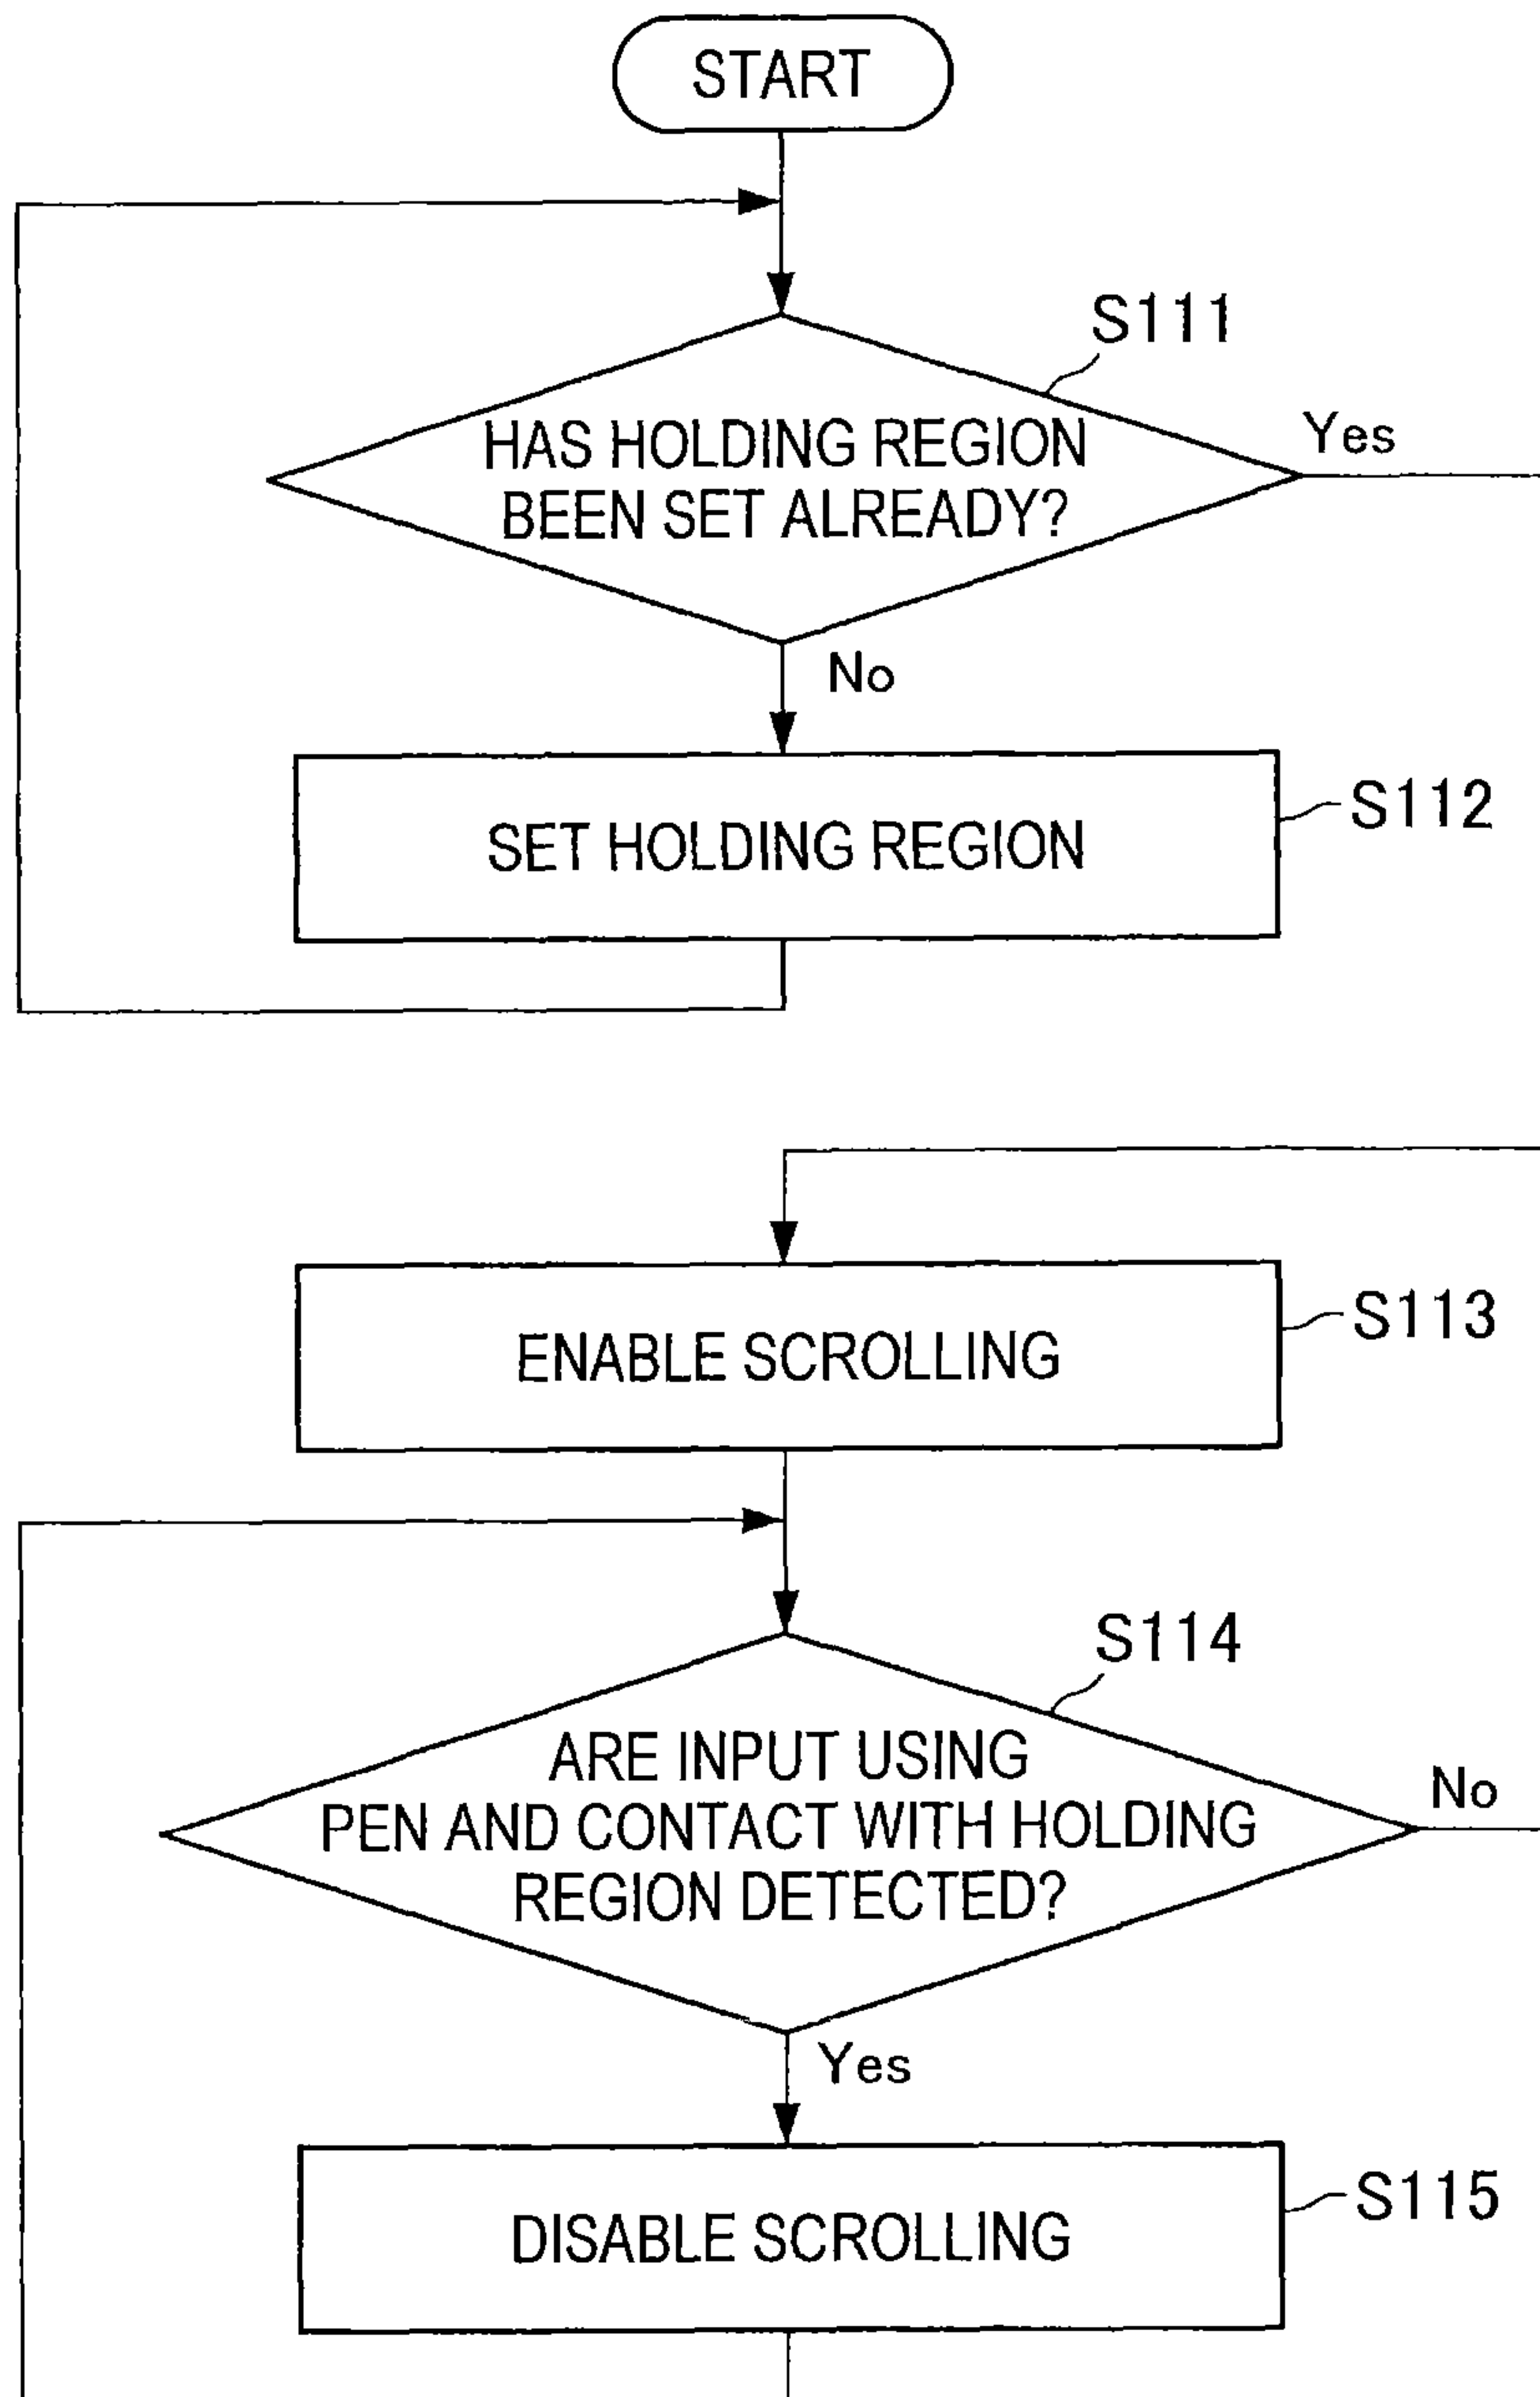 START
S111
HAS HOLDING REGION
BEEN SET ALREADY?
Yes
No
SET HOLDING REGION
S112
ENABLE SCROLLING
S113
S114
ARE INPUT USING
PEN AND CONTACT WITH HOLDING
REGION DETECTED?
No
Yes
DISABLE SCROLLING
S115